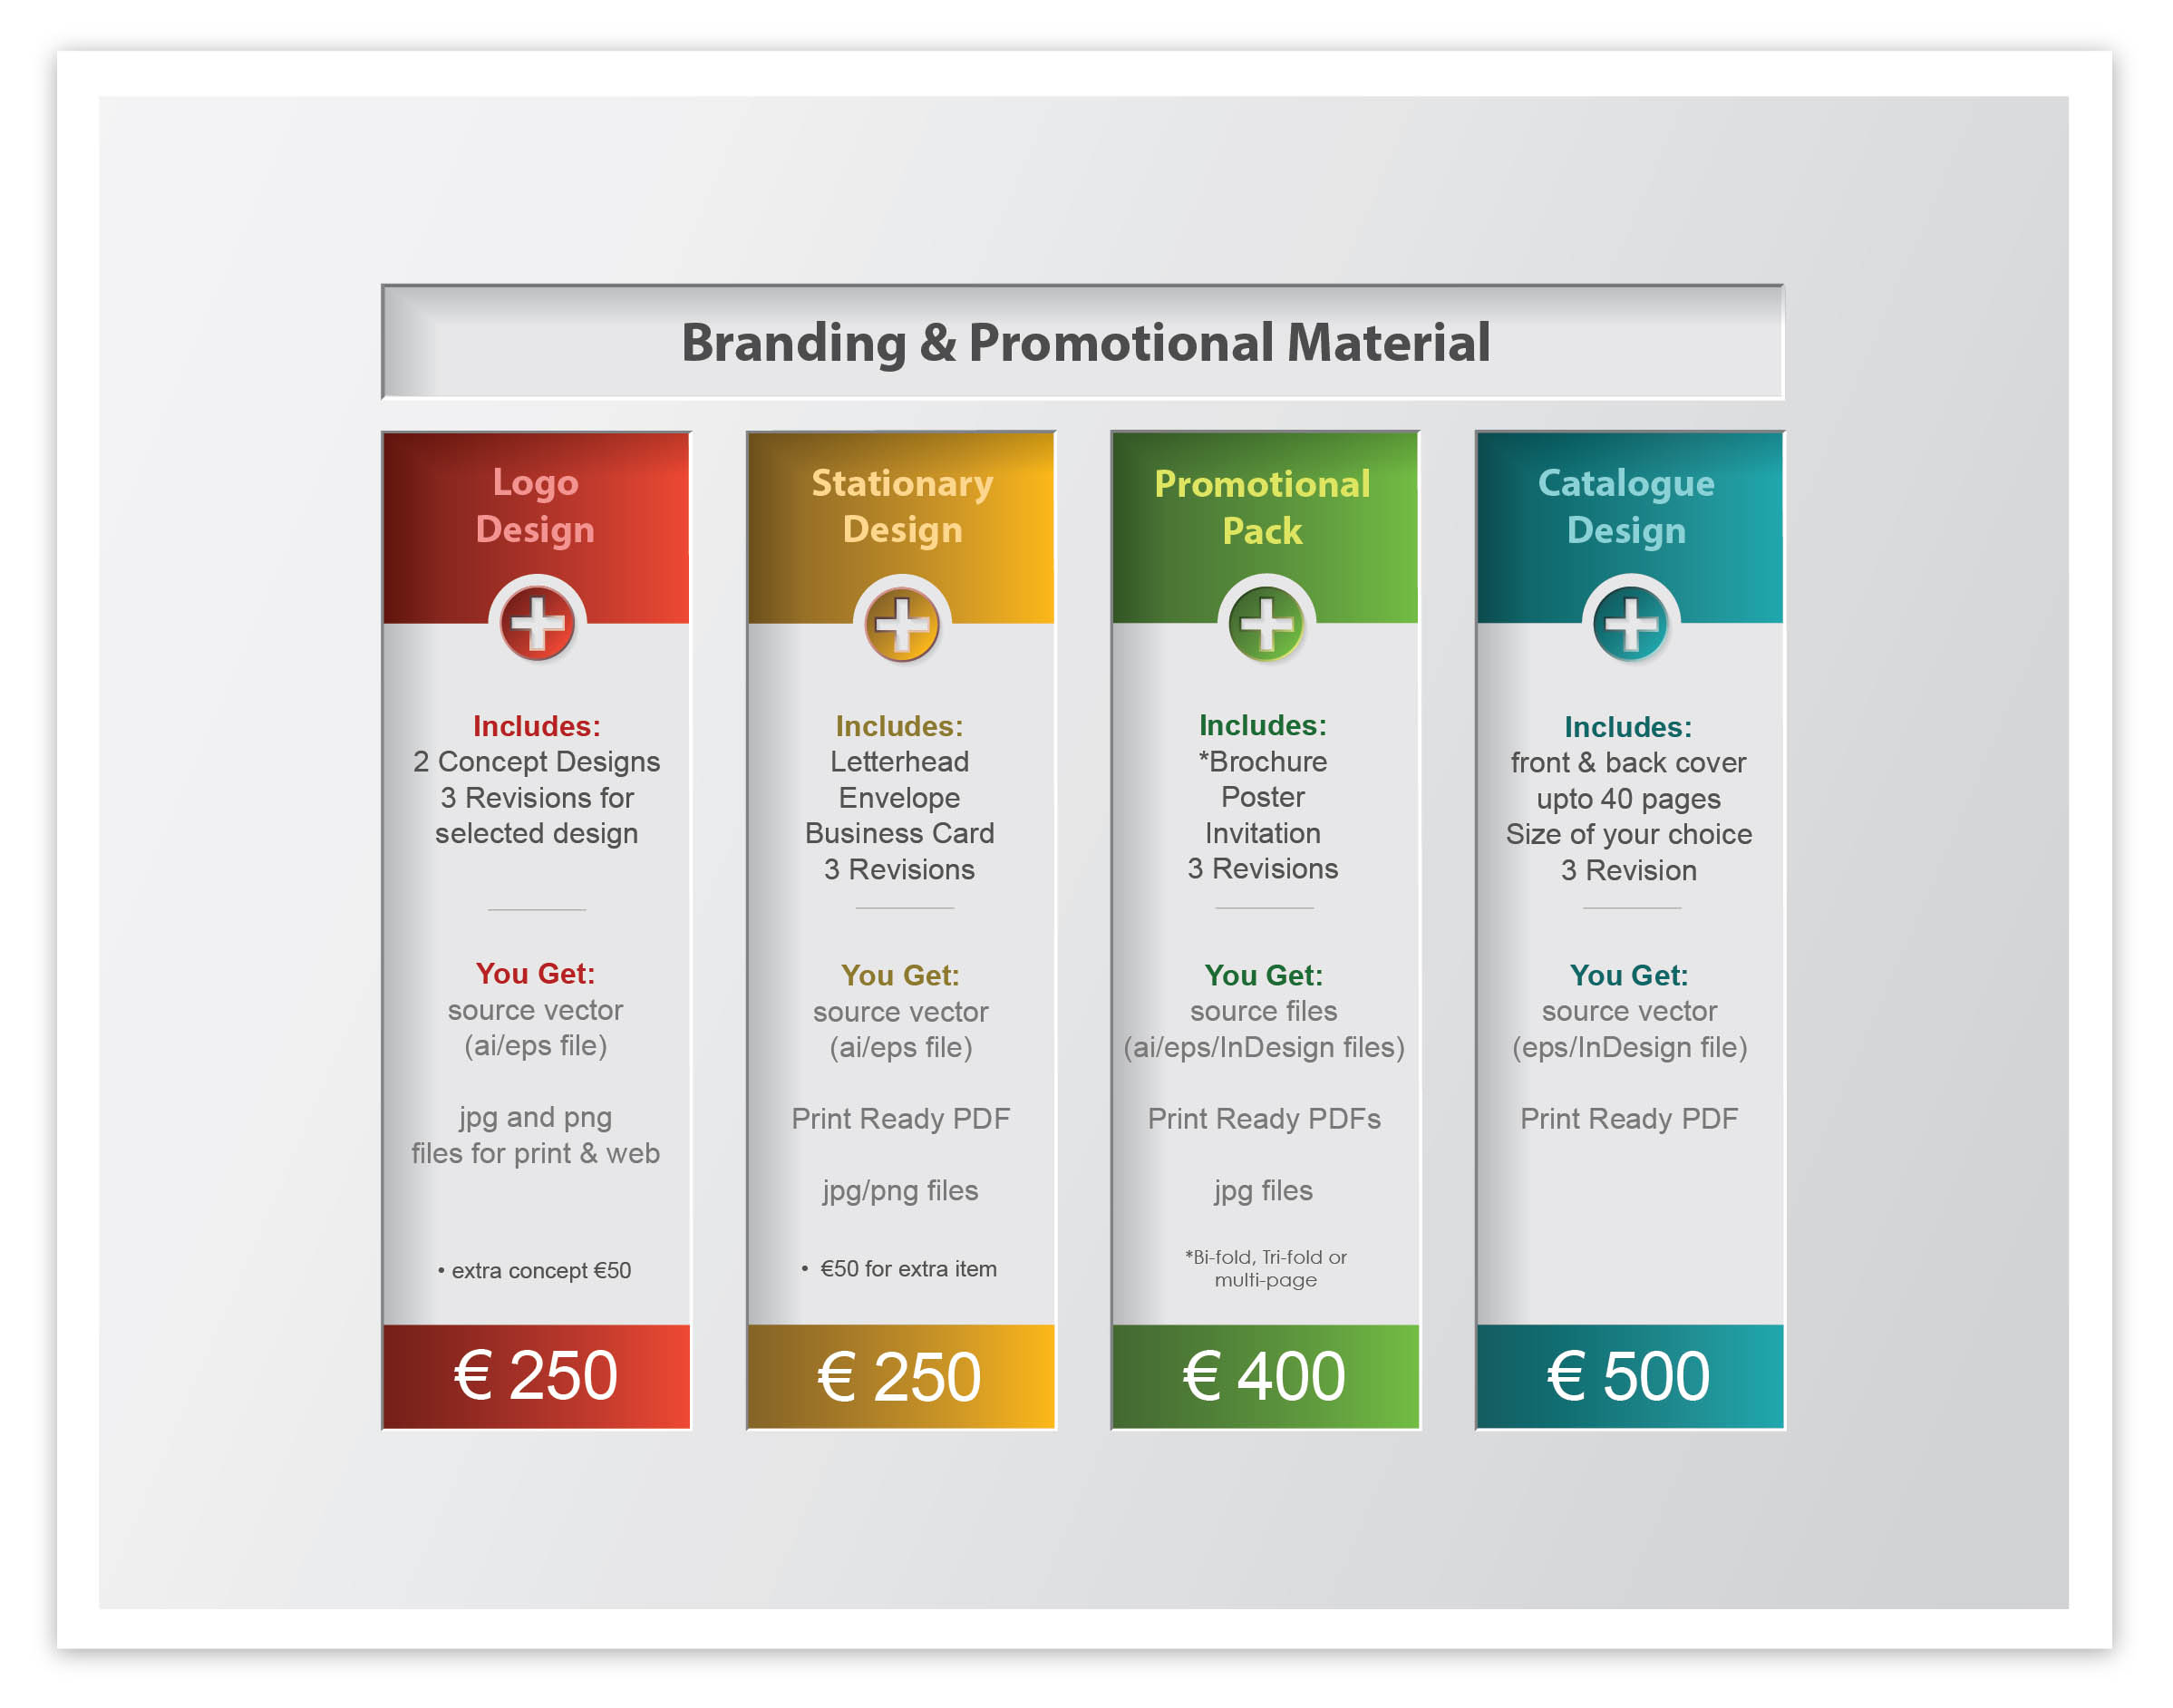 Branding & Promotional Material
Logo
Design
Includes:
2 Concept Designs
3 Revisions for
selected design
You Get:
source vector
(ai/eps file)
jpg and png
files for print & web
• extra concept €50
€ 250
Stationary
Design
Includes:
Letterhead
Envelope
Business Card
3 Revisions
You Get:
source vector
(ai/eps file)
Print Ready PDF
jpg/png files
• €50 for extra item
€ 250
Promotional
Pack
Includes:
*Brochure
Poster
Invitation
3 Revisions
You Get:
source files
(ai/eps/InDesign files)
Print Ready PDFs
jpg files
*Bi-fold, Tri-fold or
multi-page
€ 400
Catalogue
Design
Includes:
front & back cover
upto 40 pages
Size of your choice
3 Revision
You Get:
source vector
(eps/InDesign file)
Print Ready PDF
€ 500